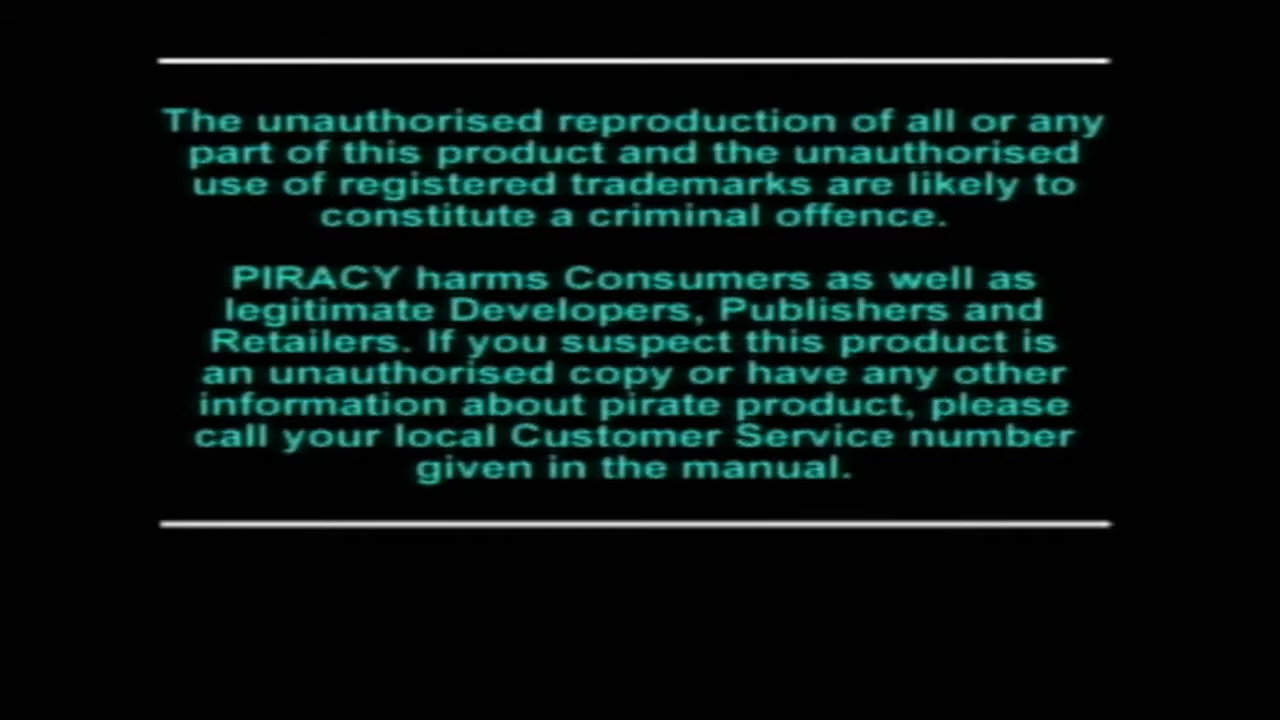 The unauthorised reproduction of all or any
part of this product and the unauthorised
use of registered trademarks are likely to
constitute a criminal offence.
PIRACY harms Consumers as well as
legitimate Developers, Publishers and
Retailers. If you suspect this product is
an unauthorised copy or have any other
information about pirate product, please
call your local Customer Service number
given in the manual.